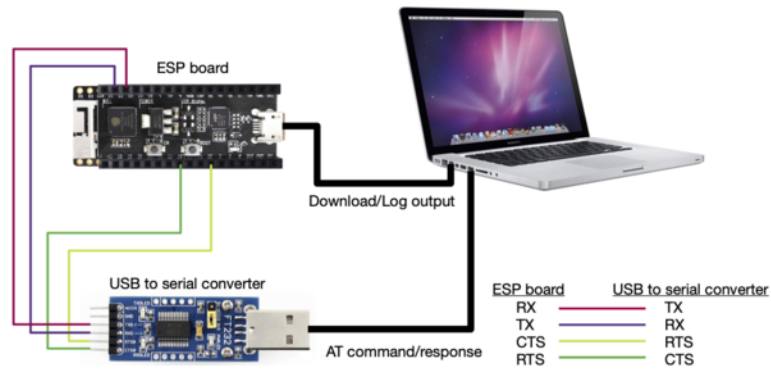 ESP board
Download/Log output
USB to serial converter
AT command/response
ESP board USB to serial converter
RX TX
TX RX
CTS RTS
RTS CTS